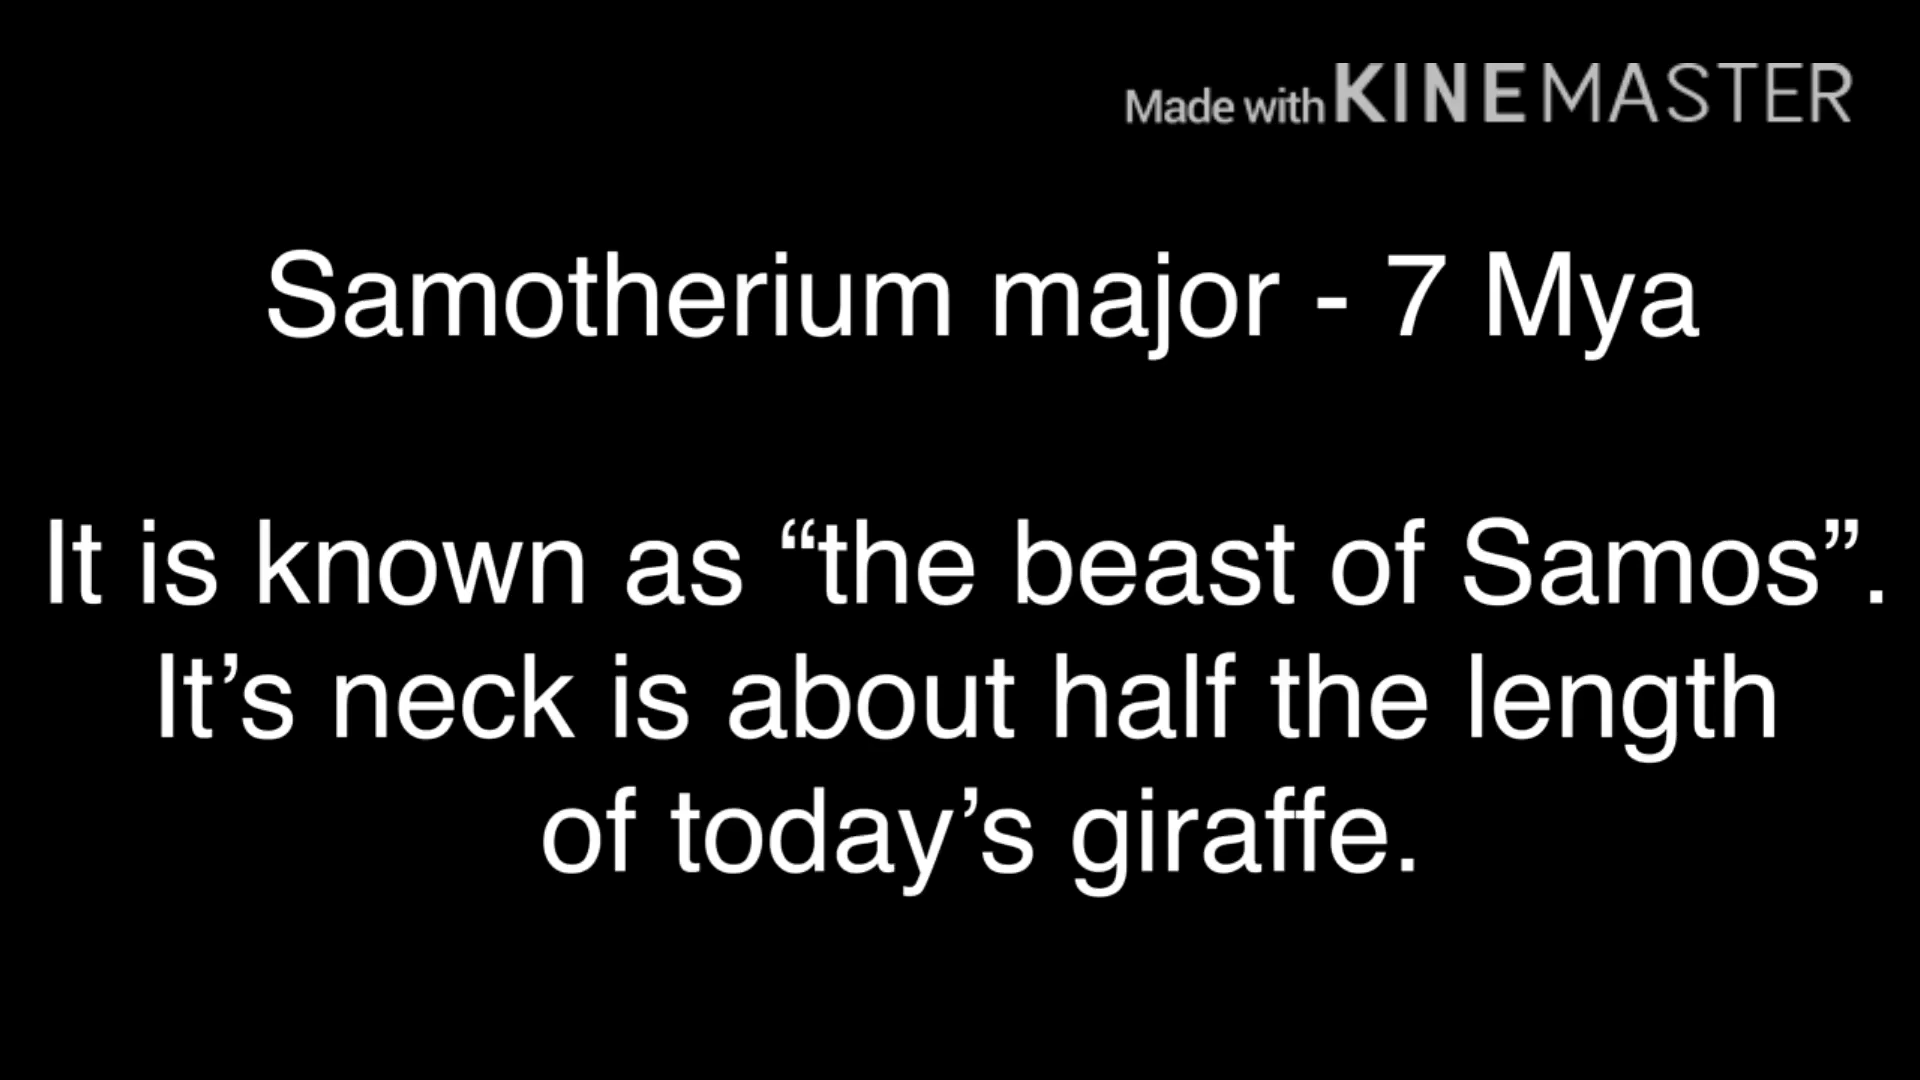 Made with KINEMASTER
Samotherium major - 7 Mya
It is known as “the beast of Samos”.
It’s neck is about half the length
of today’s giraffe.